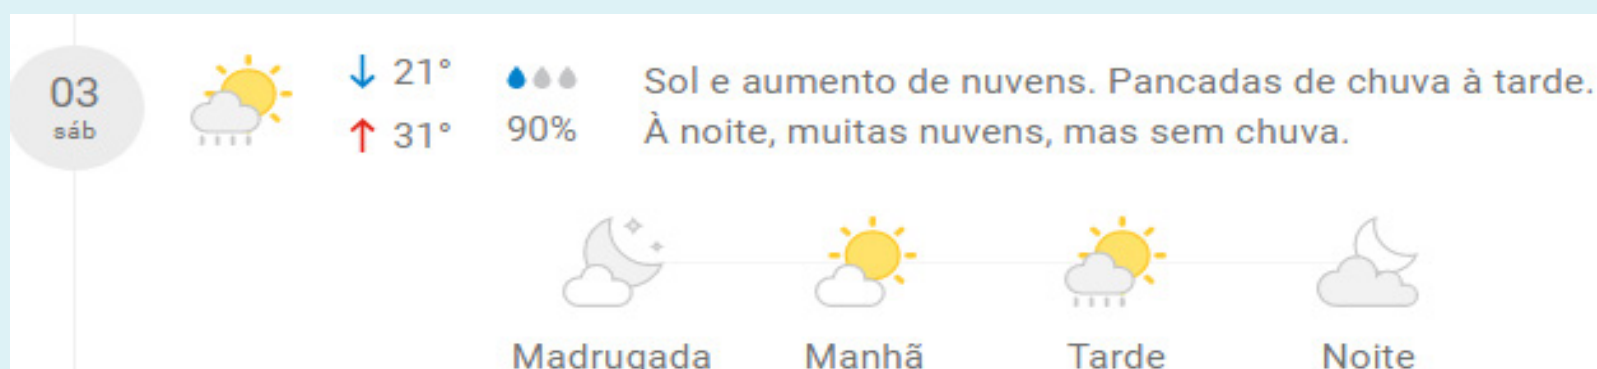 03
sáb
21°
31°
90%
Sol e aumento de nuvens. Pancadas de chuva à tarde.
À noite, muitas nuvens, mas sem chuva.
Madrugada Manhã Tarde Noite